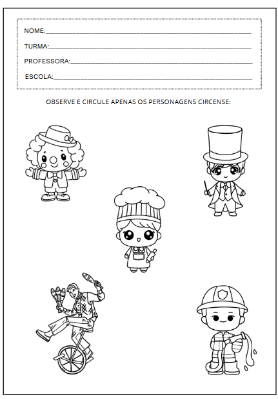 NOME:
TURMA:
PROFESSORA:
ESCOLA:
OBSERVE E CIRCULE APENAS OS PERSONAGENS CIRCENSE: